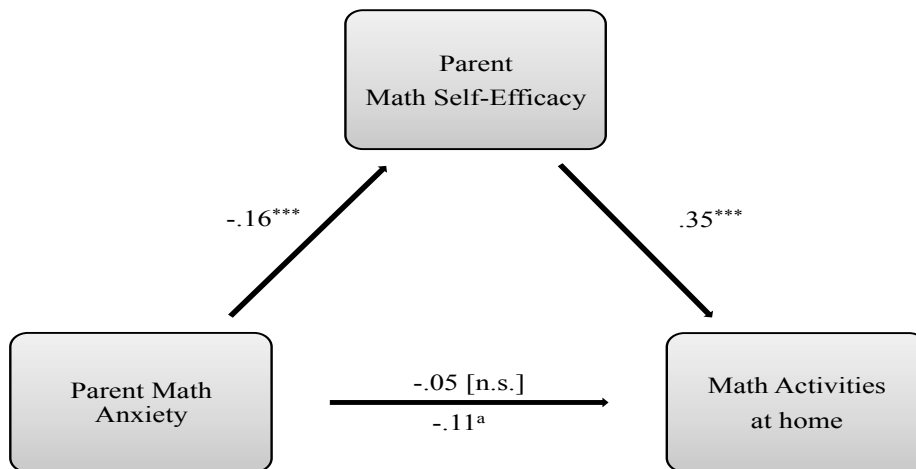 Parent
Math Self-Efficacy
-.16***
.35***
Parent Math
Anxiety
-.05 [n.s.]
-.11ᵃ
Math Activities
at home